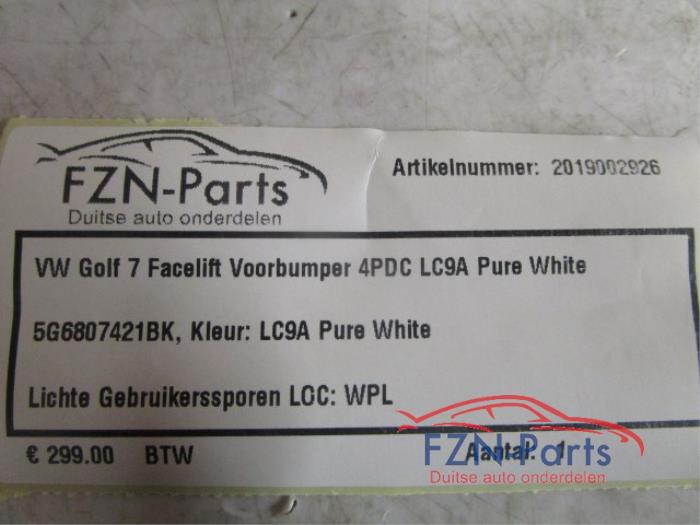 FZN-Parts
Duitse auto onderdelen
Artikelnummer: 2019002926
VW Golf 7 Facelift Voorbumper 4PDC LC9A Pure White
5G6807421BK, Kleur: LC9A Pure White
Lichte Gebruikerssporen LOC: WPL
€ 299.00 BTW Aantal: 1
FZN-Parts
Duitse auto onderdelen